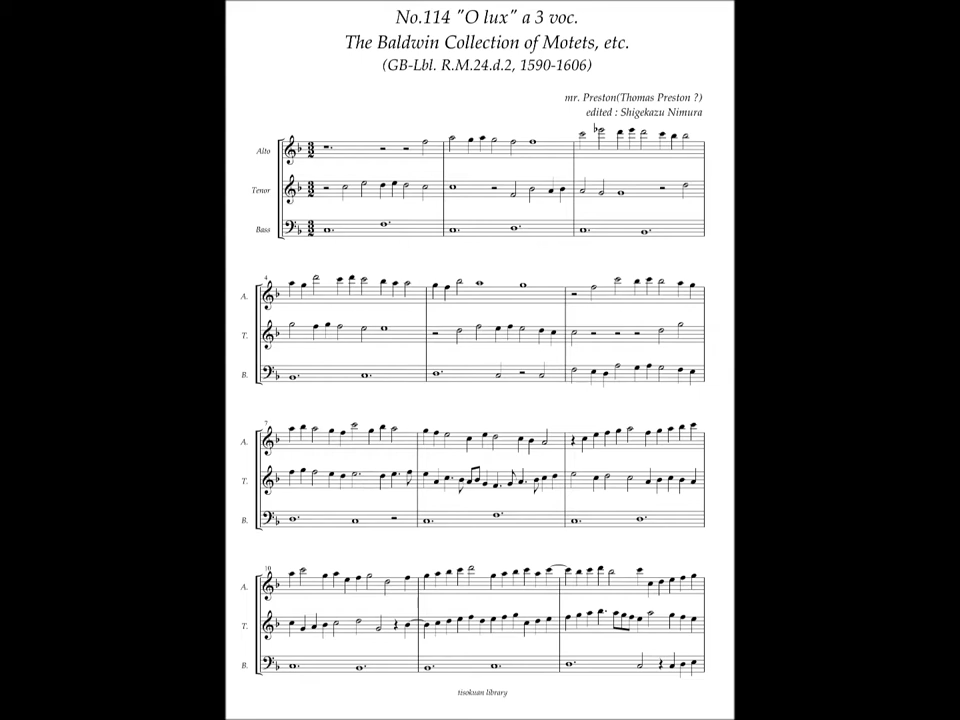 No.114 "O lux" a 3 voc.
The Baldwin Collection of Motets, etc.
(GB-Lbl. R.M.24.d.2, 1590-1606)
mr. Preston(Thomas Preston ?)
edited : Shigekazu Nimura
Alto
Tenor
Bass
4
A.
T.
B.
7
A.
T.
B.
10
A.
T.
B.
tisokuan library